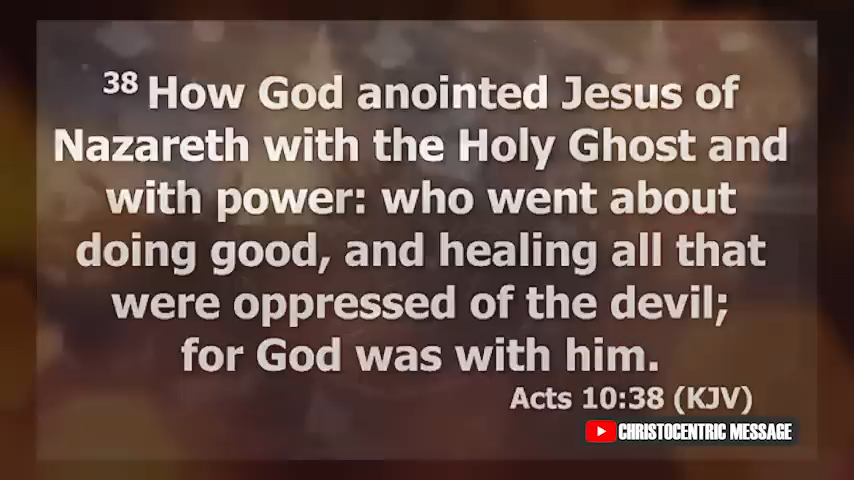 38 How God anointed Jesus of
Nazareth with the Holy Ghost and
with power: who went about
doing good, and healing all that
were oppressed of the devil;
for God was with him.
Acts 10:38 (KJV)
CHRISTOCENTRIC MESSAGE